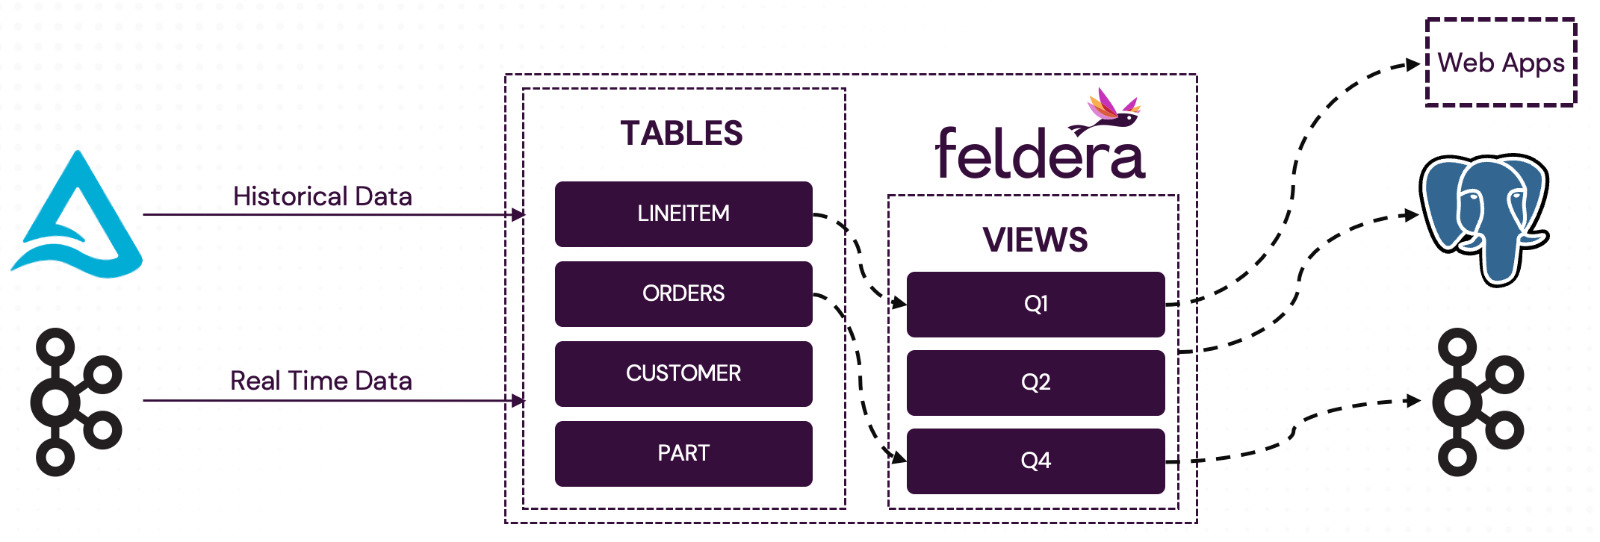 Web Apps
TABLES
feldera
Historical Data
LINEITEM
VIEWS
ORDERS
Q1
Real Time Data
CUSTOMER
Q2
PART
Q4